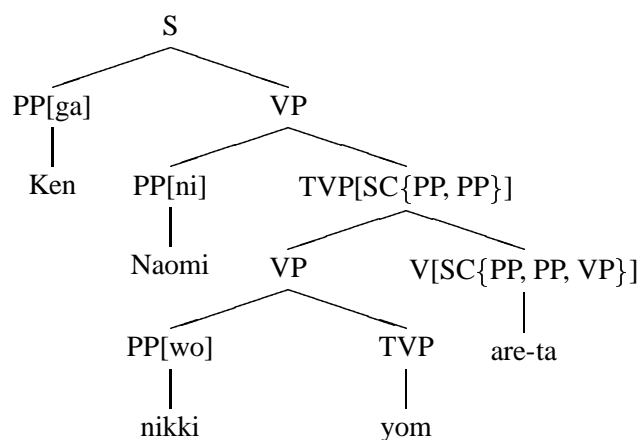 S
PP[ga] VP
Ken PP[ni] TVP[SC{PP, PP}]
Naomi VP V[SC{PP, PP, VP}]
PP[wo] TVP are-ta
nikki yom